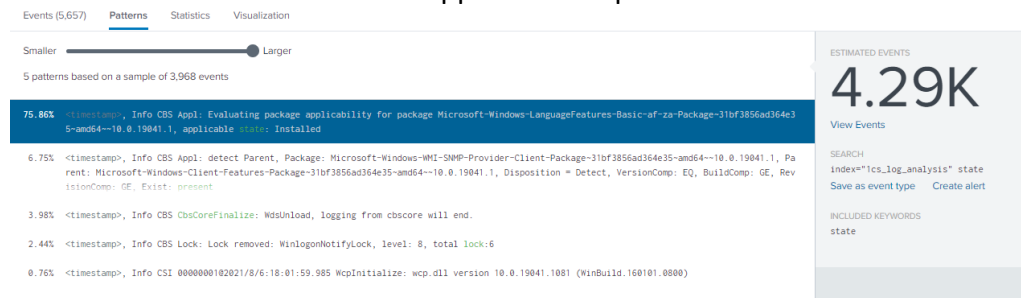 Events (5,657) Patterns Statistics Visualization
Smaller Larger
5 patterns based on a sample of 3,968 events
75.86% <timestamp>, Info CBS Appl: Evaluating package applicability for package Microsoft-Windows-LanguageFeatures-Basic-af-za-Package~31bf3856ad364e3
5~amd64~~10.0.19041.1, applicable state: Installed
6.75% <timestamp>, Info CBS Appl: detect Parent, Package: Microsoft-Windows-WMI-SNMP-Provider-Client-Package~31bf3856ad364e35~amd64~~10.0.19041.1, Pa
rent: Microsoft-Windows-Client-Features-Package~31bf3856ad364e35~amd64~~10.0.19041.1, Disposition = Detect, VersionComp: EQ, BuildComp: GE, Rev
isionComp: GE, Exist: present
3.98% <timestamp>, Info CBS CbsCoreFinalize: WdsUnload, logging from cbscore will end.
2.44% <timestamp>, Info CBS Lock: Lock removed: WinlogonNotifyLock, level: 8, total lock:6
0.76% <timestamp>, Info CSI 0000000102021/8/6:18:01:59.985 WcpInitialize: wcp.dll version 10.0.19041.1081 (WinBuild.160101.0800)
ESTIMATED EVENTS
4.29K
View Events
SEARCH
index="lcs_log_analysis" state
Save as event type Create alert
INCLUDED KEYWORDS
state